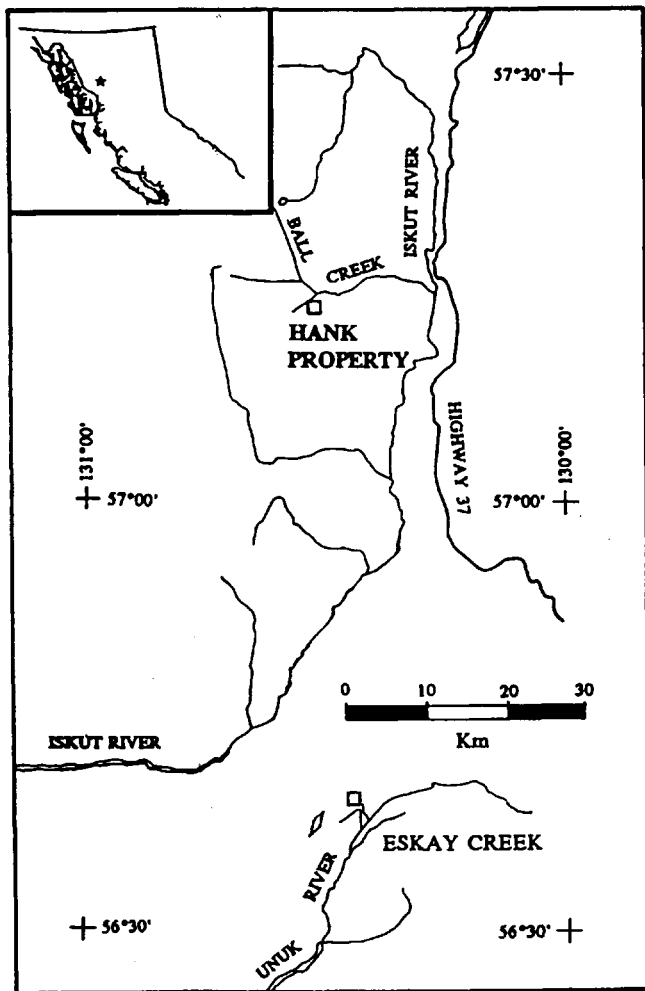 57°30'
ISKUT RIVER
BALL
CREEK
HANK
PROPERTY
HIGHWAY 37
131°00'
57°00'
130°00'
57°00'
0 10 20 30
Km
ISKUT RIVER
ESKAY CREEK
RIVER
UNUK
56°30'
56°30'